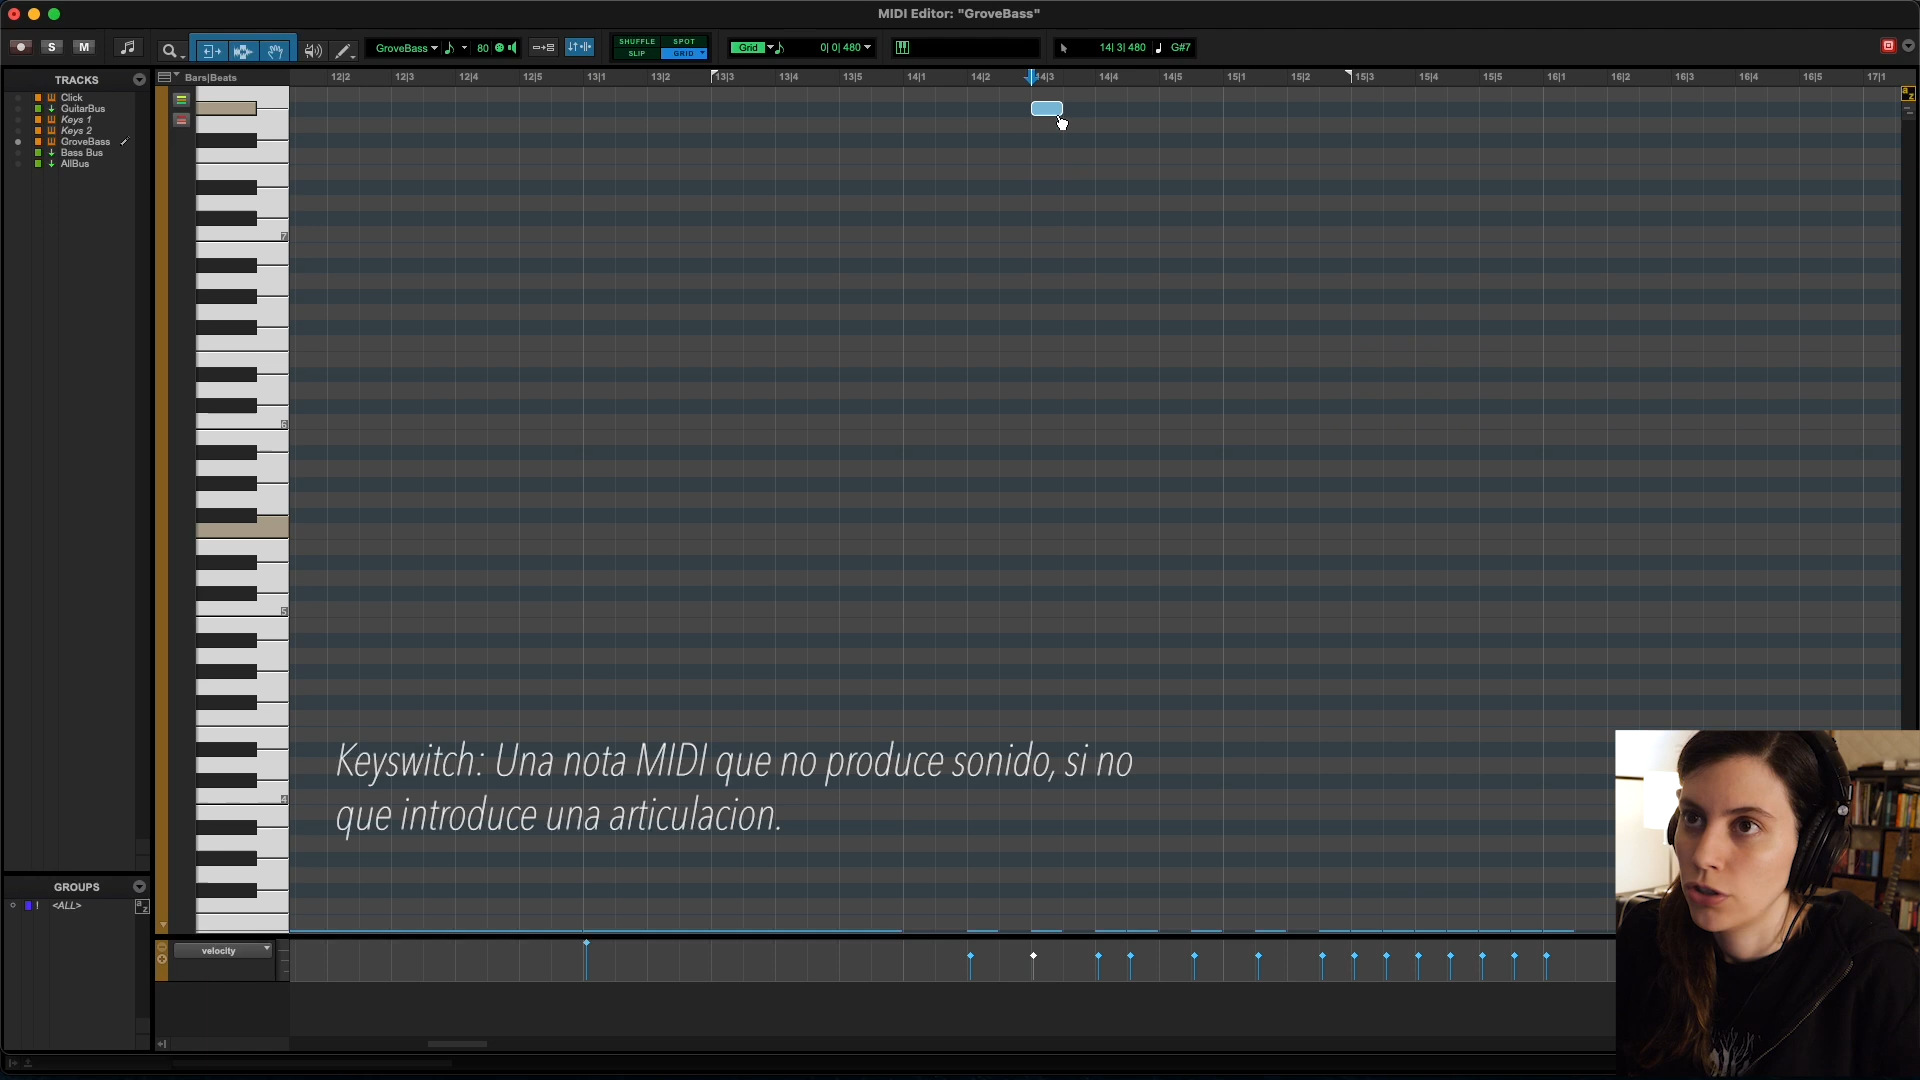 MIDI Editor: "GroveBass"
S M GroveBass 80 SHUFFLE SPOT SLIP GRID Grid 0| 0| 480 14| 3| 480 G#7
TRACKS
Click
GuitarBus
Keys 1
Keys 2
GroveBass
Bass Bus
AllBus
Bars|Beats 12|2 12|3 12|4 12|5 13|1 13|2 13|3 13|4 13|5 14|1 14|2 14|3 14|4 14|5 15|1 15|2 15|3 15|4 15|5 16|1 16|2 16|3 16|4 16|5 17|1
a z
7
6
5
4
Keyswitch: Una nota MIDI que no produce sonido, si no
que introduce una articulacion.
GROUPS
! <ALL> a z
velocity